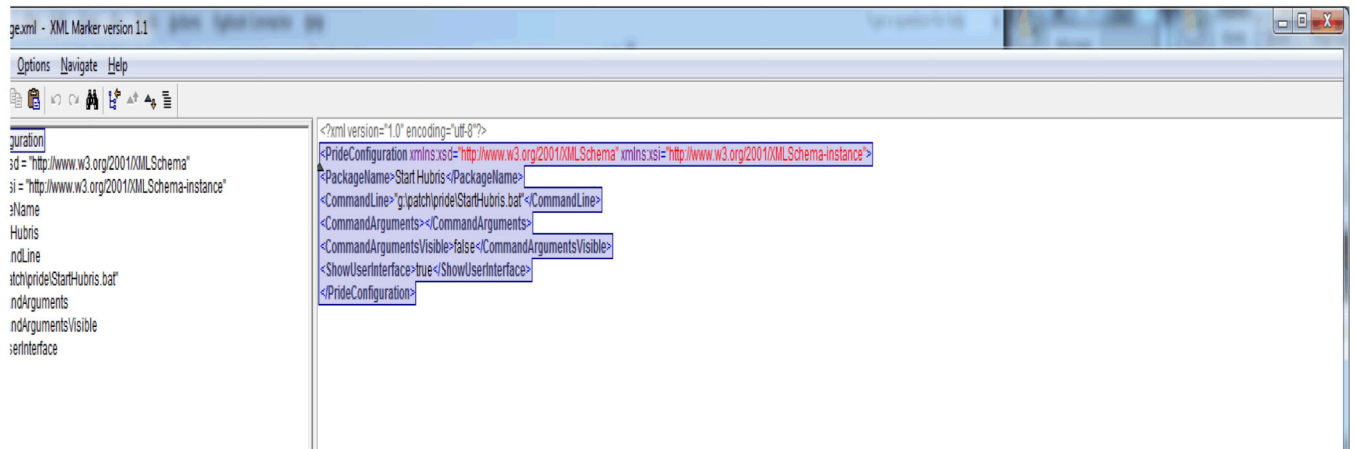 ge.xml - XML Marker version 1.1
Options Navigate Help
guration
sd = "http://www.w3.org/2001/XMLSchema"
si = "http://www.w3.org/2001/XMLSchema-instance"
eName
Hubris
ndLine
atch\pride\StartHubris.bat"
ndArguments
ndArgumentsVisible
serInterface
<?xml version="1.0" encoding="utf-8"?>
<PrideConfiguration xmlns:xsd="http://www.w3.org/2001/XMLSchema" xmlns:xsi="http://www.w3.org/2001/XMLSchema-instance">
<PackageName>Start Hubris</PackageName>
<CommandLine>"g:\patch\pride\StartHubris.bat"</CommandLine>
<CommandArguments></CommandArguments>
<CommandArgumentsVisible>false</CommandArgumentsVisible>
<ShowUserInterface>true</ShowUserInterface>
</PrideConfiguration>